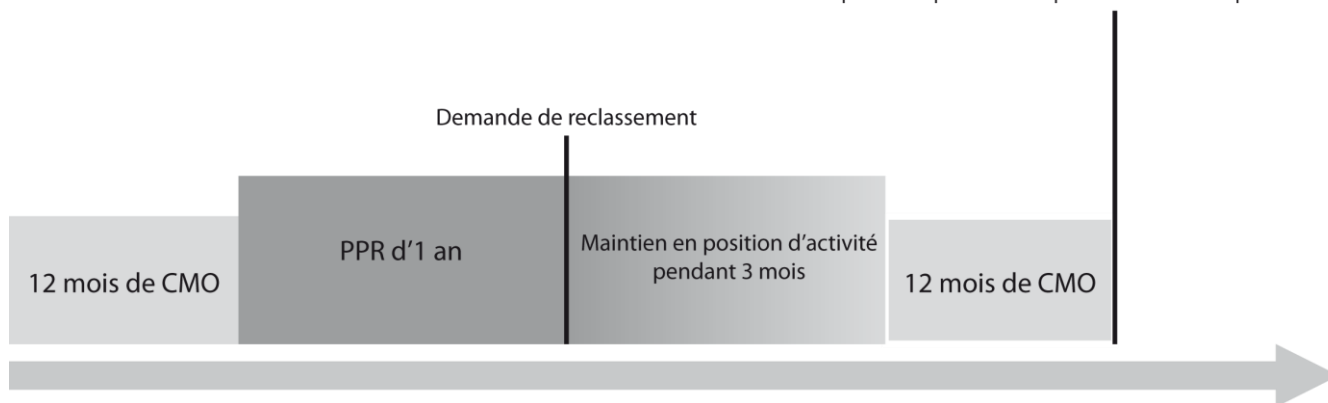 Demande de reclassement
12 mois de CMO
PPR d'1 an
Maintien en position d'activité
pendant 3 mois
12 mois de CMO